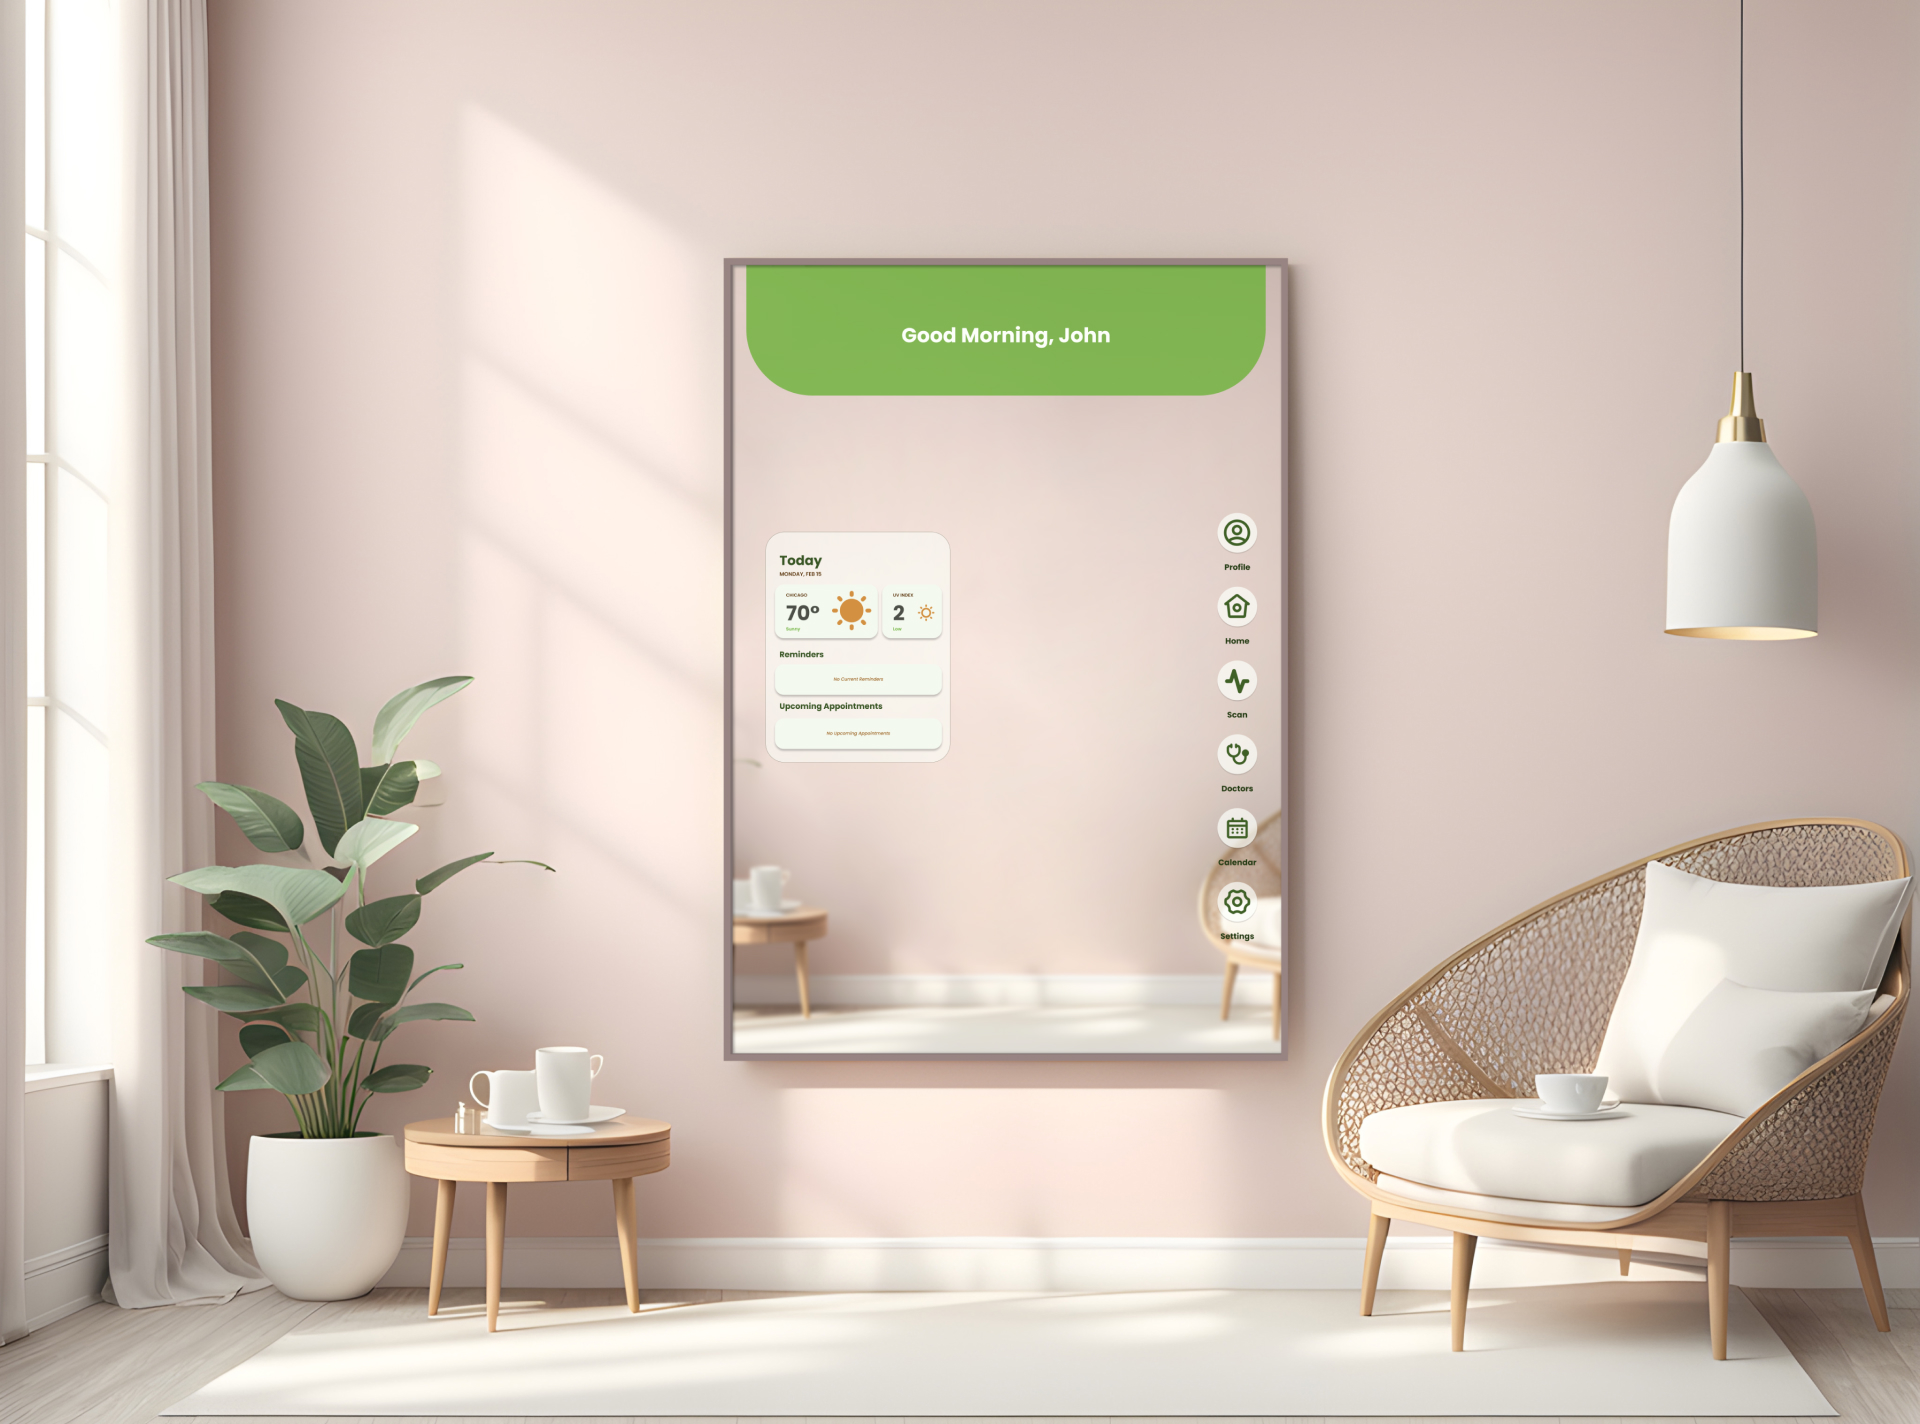 Good Morning, John
Today
MONDAY, FEB 15
CHICAGO
70°
Sunny
UV INDEX
2
Low
Reminders
No Current Reminders
Upcoming Appointments
No Upcoming Appointments
Profile
Home
Scan
Doctors
Calendar
Settings